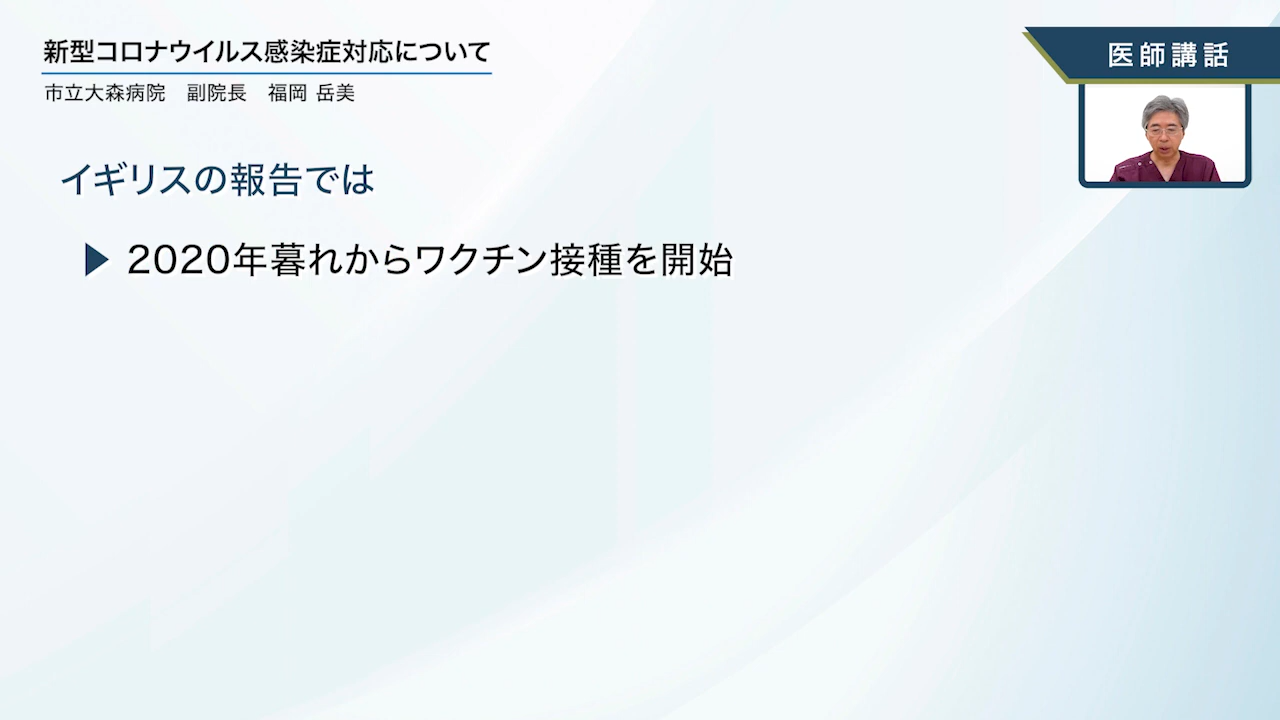 新型コロナウイルス感染症対応について
市立大森病院　副院長　福岡 岳美
医師講話
イギリスの報告では
▶ 2020年暮れからワクチン接種を開始